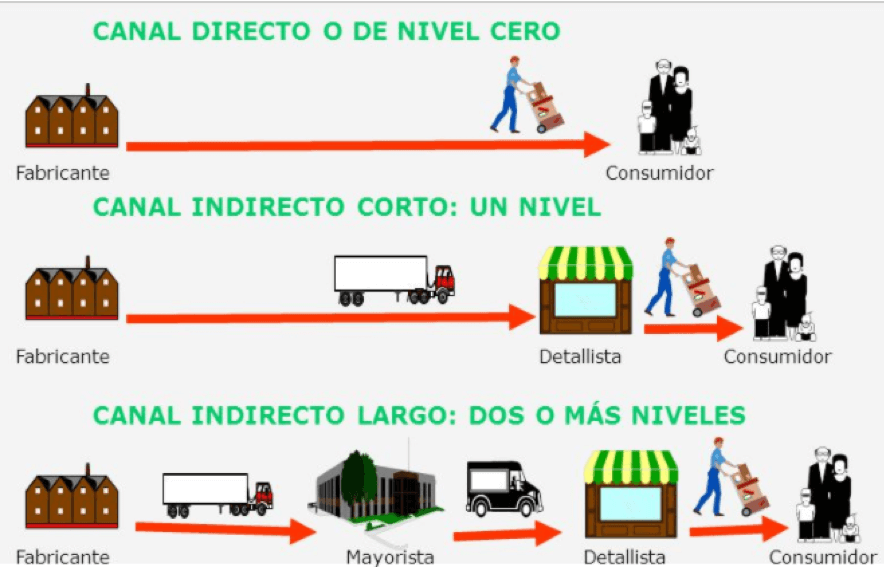 CANAL DIRECTO O DE NIVEL CERO
Fabricante
Consumidor
CANAL INDIRECTO CORTO: UN NIVEL
Fabricante
Detallista
Consumidor
CANAL INDIRECTO LARGO: DOS O MÁS NIVELES
Fabricante
Mayorista
Detallista
Consumidor